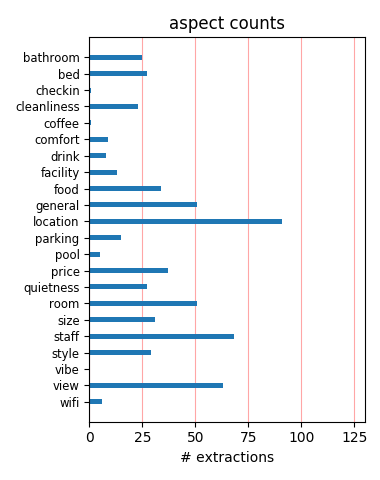 aspect counts
bathroom
bed
checkin
cleanliness
coffee
comfort
drink
facility
food
general
location
parking
pool
price
quietness
room
size
staff
style
vibe
view
wifi
0 25 50 75 100 125
# extractions